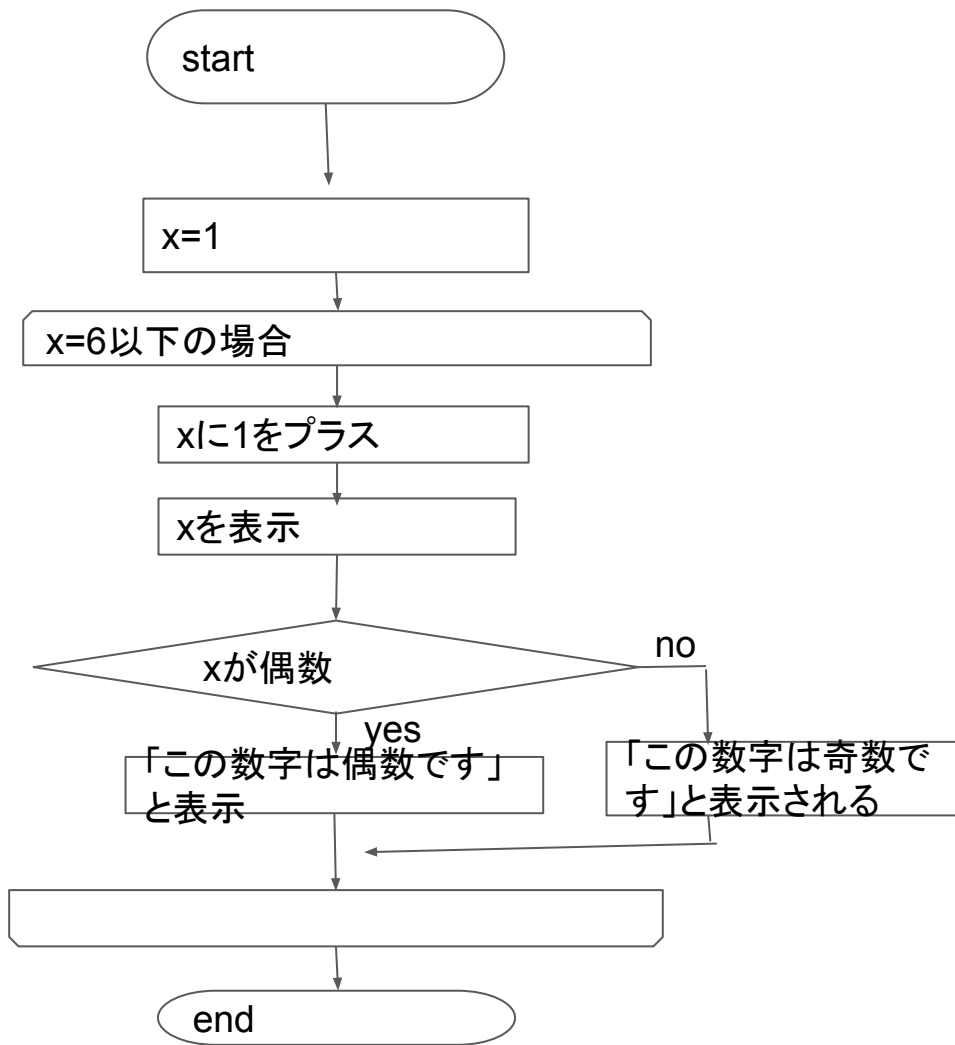 start
x=1
x=6以下の場合
xに1をプラス
xを表示
xが偶数
no
yes
「この数字は偶数です」
と表示
「この数字は奇数で
す」と表示される
end